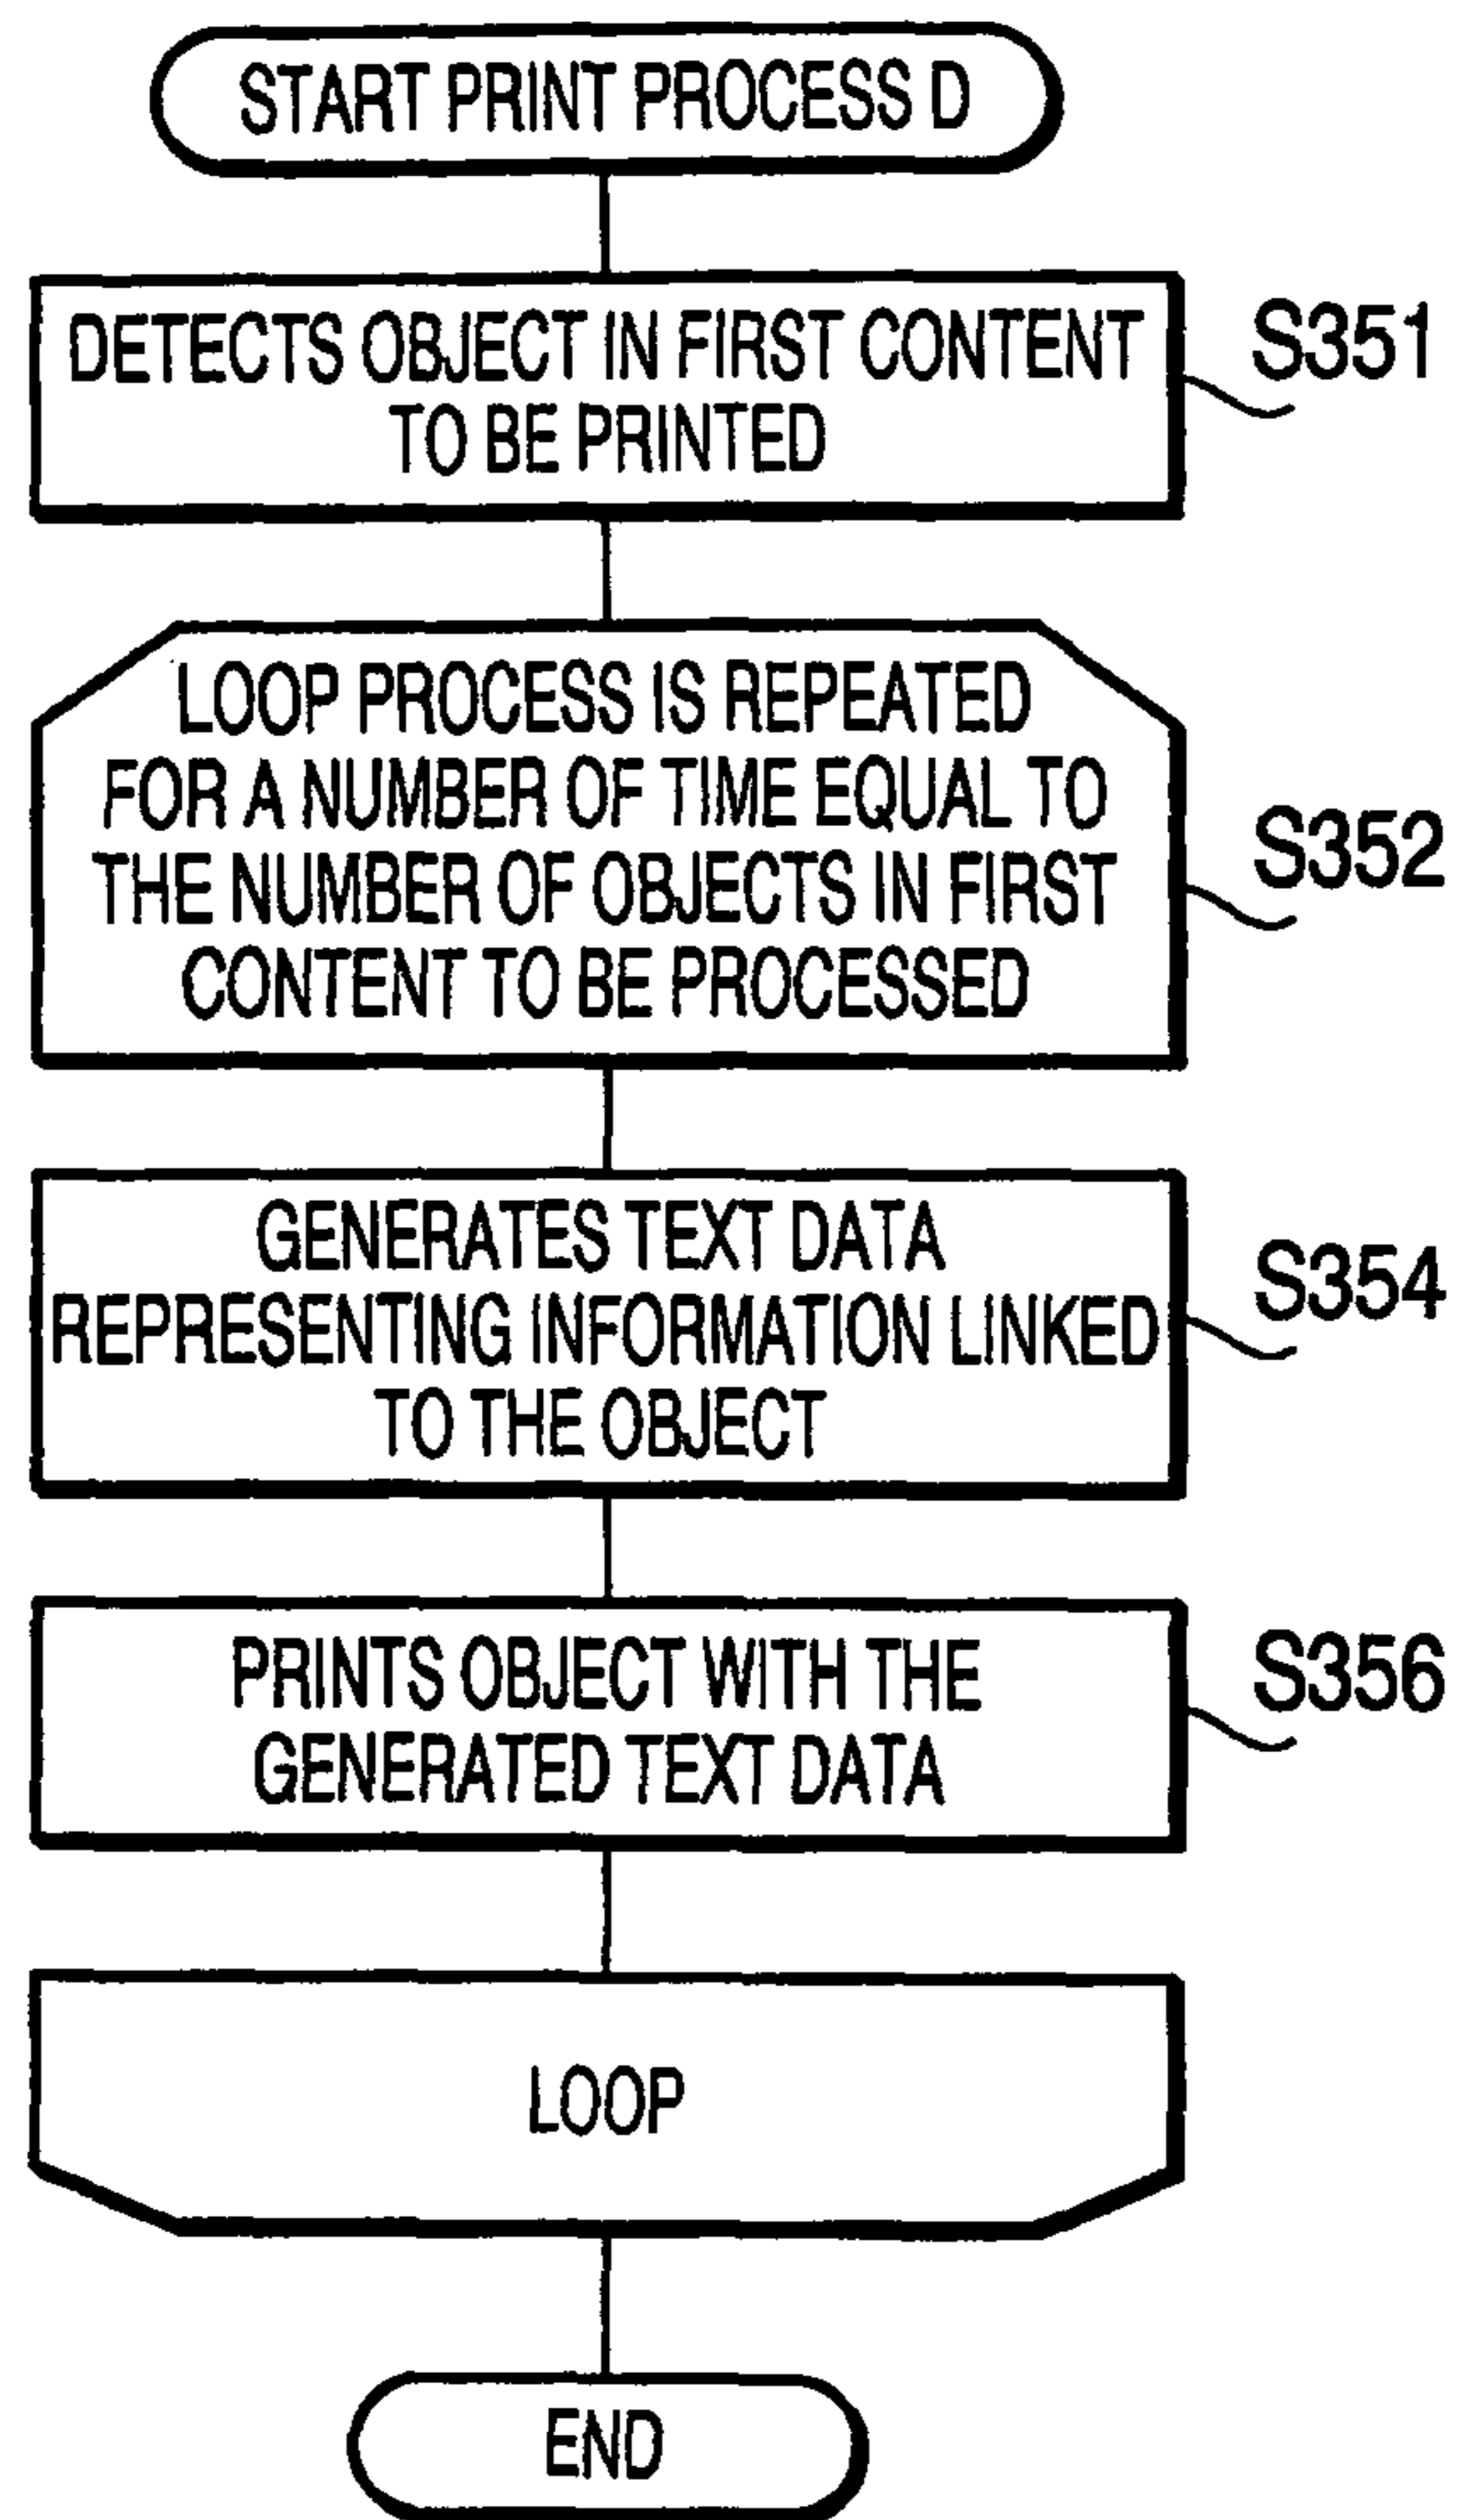 START PRINT PROCESS D
DETECTS OBJECT IN FIRST CONTENT
TO BE PRINTED
S351
LOOP PROCESS IS REPEATED
FOR A NUMBER OF TIME EQUAL TO
THE NUMBER OF OBJECTS IN FIRST
CONTENT TO BE PROCESSED
S352
GENERATES TEXT DATA
REPRESENTING INFORMATION LINKED
TO THE OBJECT
S354
PRINTS OBJECT WITH THE
GENERATED TEXT DATA
S356
LOOP
END